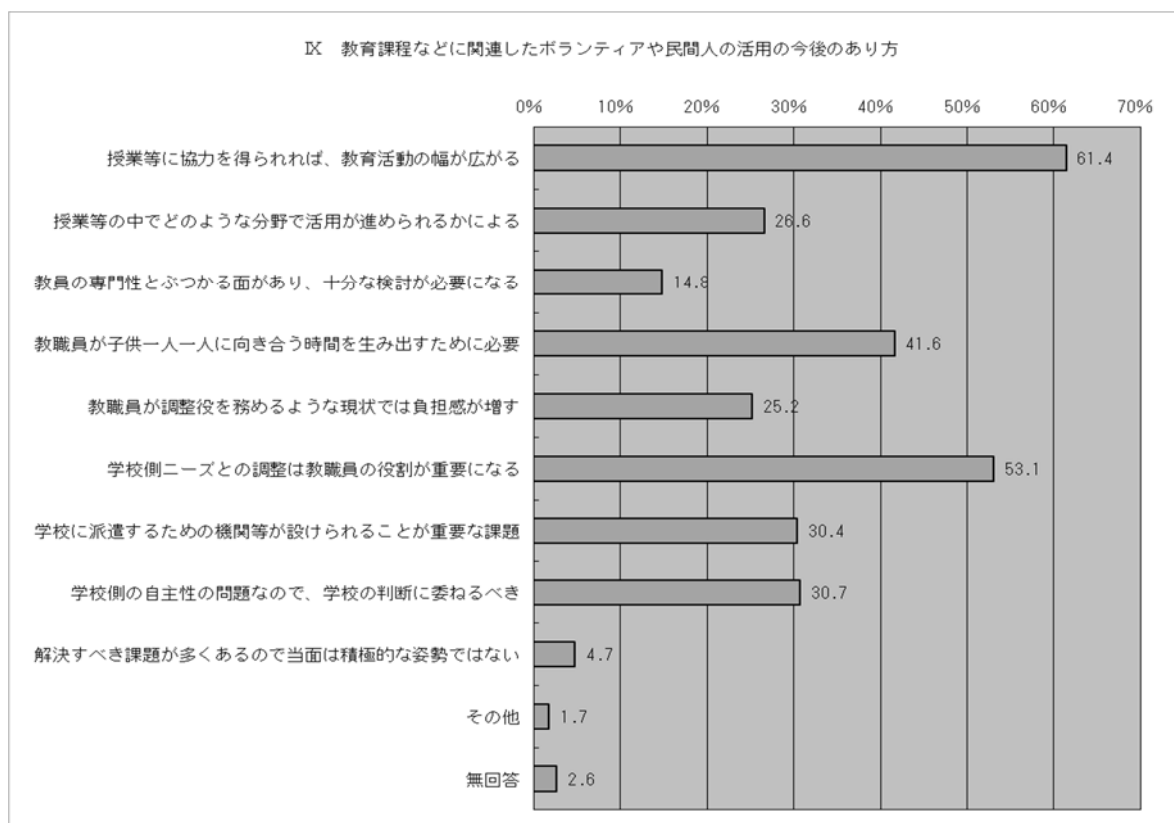 Ⅸ 教育課程などに関連したボランティアや民間人の活用の今後のあり方
0% 10% 20% 30% 40% 50% 60% 70%
授業等に協力を得られれば、教育活動の幅が広がる 61.4
授業等の中でどのような分野で活用が進められるかによる 26.6
教員の専門性とぶつかる面があり、十分な検討が必要になる 14.8
教職員が子供一人一人に向き合う時間を生み出すために必要 41.6
教職員が調整役を務めるような現状では負担感が増す 25.2
学校側ニーズとの調整は教職員の役割が重要になる 53.1
学校に派遣するための機関等が設けられることが重要な課題 30.4
学校側の自主性の問題なので、学校の判断に委ねるべき 30.7
解決すべき課題が多くあるので当面は積極的な姿勢ではない 4.7
その他 1.7
無回答 2.6